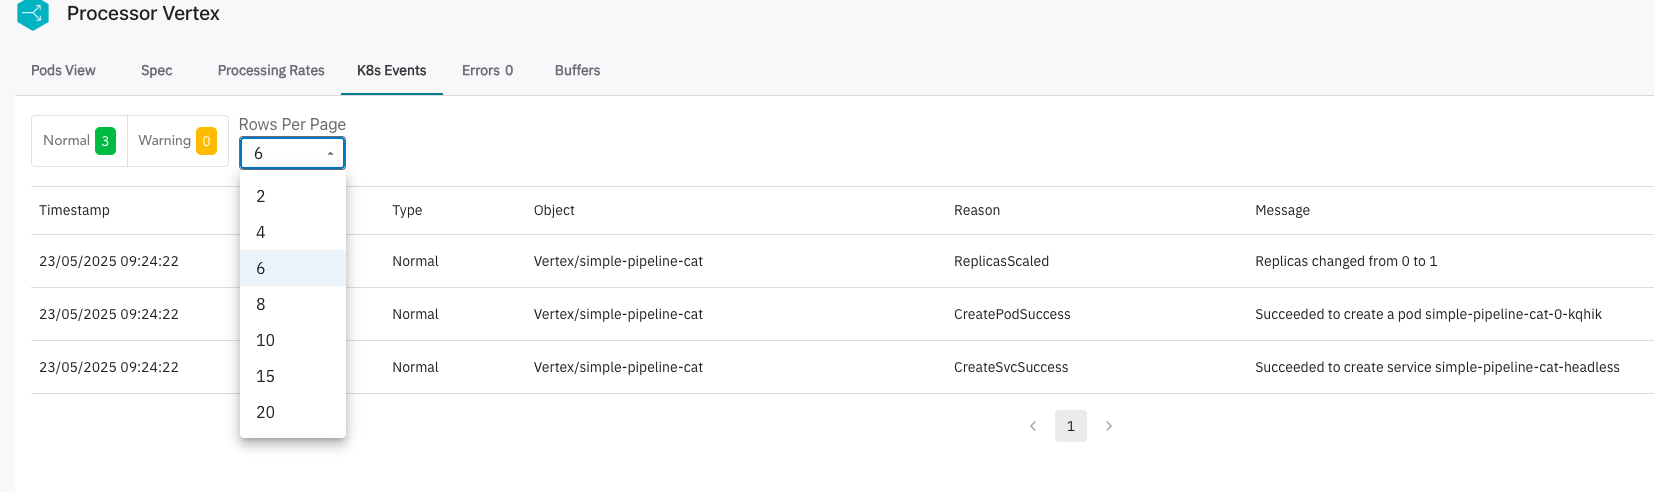 Processor Vertex
Pods View Spec Processing Rates K8s Events Errors 0 Buffers
Normal 3 Warning 0
Rows Per Page
6
2
4
6
8
10
15
20
Timestamp Type Object Reason Message
23/05/2025 09:24:22 Normal Vertex/simple-pipeline-cat ReplicasScaled Replicas changed from 0 to 1
23/05/2025 09:24:22 Normal Vertex/simple-pipeline-cat CreatePodSuccess Succeeded to create a pod simple-pipeline-cat-0-kqhik
23/05/2025 09:24:22 Normal Vertex/simple-pipeline-cat CreateSvcSuccess Succeeded to create service simple-pipeline-cat-headless
1